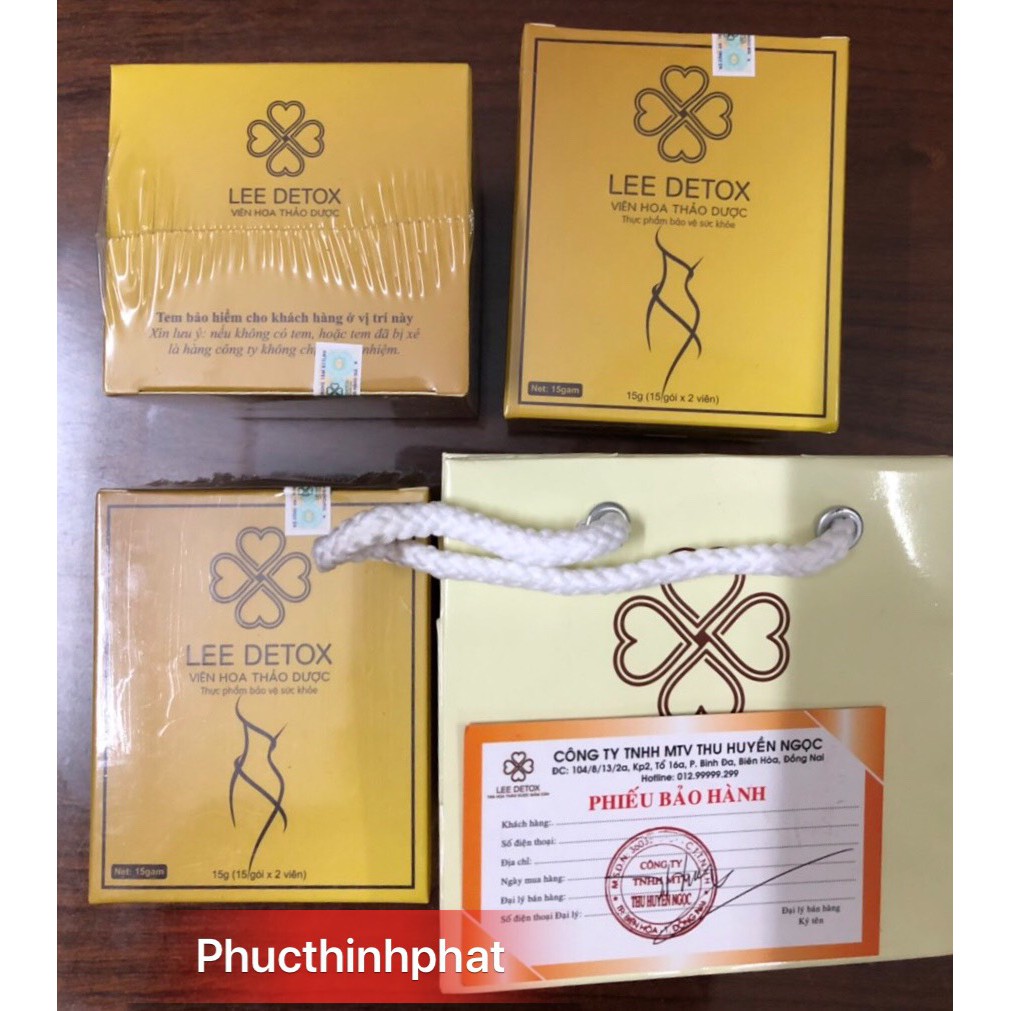 LEE DETOX
VIÊN HOA THẢO DƯỢC
Tem bảo hiểm cho khách hàng ở vị trí này
Xin lưu ý: nếu không có tem, hoặc tem đã bị xé
là hàng công ty không nhiệm.
LEE DETOX
VIÊN HOA THẢO DƯỢC
Thực phẩm bảo vệ sức khỏe
Net: 15gam
15g (15 gói x 2 viên)
LEE DETOX
VIÊN HOA THẢO DƯỢC
Thực phẩm bảo vệ sức khỏe
Net: 15gam
15g (15 gói x 2 viên)
CÔNG TY TNHH MTV THU HUYỀN NGỌC
ĐC: 104/8/13/2a, Kp2, Tổ 16a, P. Bình Đa, Biên Hòa, Đồng Nai
Hotline: 012.99999.299
LEE DETOX
PHIẾU BẢO HÀNH
Khách hàng:
Số điện thoại:
Địa chỉ:
Ngày mua hàng:
Đại lý bán hàng:
Số điện thoại Đại lý:
CÔNG TY
TNHH MTV
THU HUYỀN NGỌC
TP. BIÊN HÒA - T. ĐỒNG NAI
Đại lý bán hàng
Ký tên
Phucthinhphat